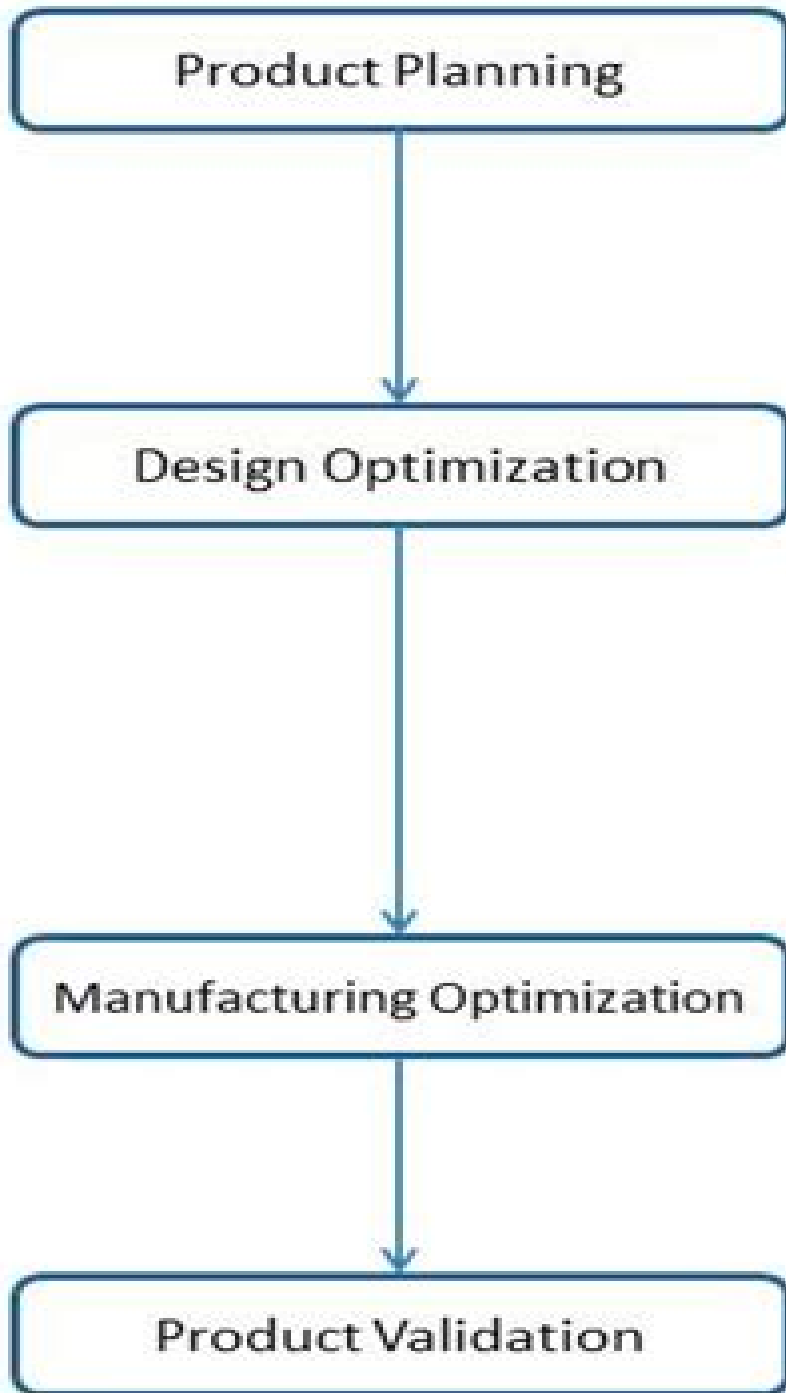 Product Planning
Design Optimization
Manufacturing Optimization
Product Validation